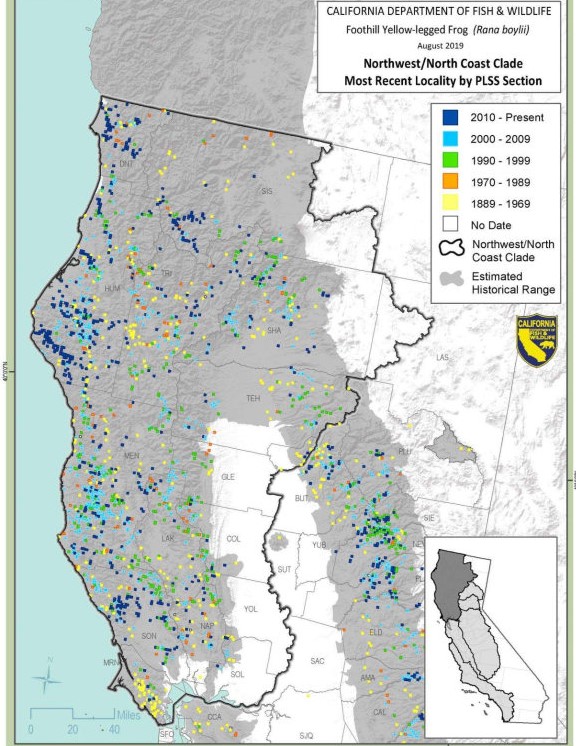 CALIFORNIA DEPARTMENT OF FISH & WILDLIFE
Foothill Yellow-legged Frog (Rana boylii)
August 2019
Northwest/North Coast Clade
Most Recent Locality by PLSS Section
2010 - Present
2000 - 2009
1990 - 1999
1970 - 1989
1889 - 1969
No Date
Northwest/North
Coast Clade
Estimated
Historical Range
CALIFORNIA
FISH &
WILDLIFE
DNT
SIS
HUM
TRI
SHA
LAS
TEH
PLU
MEN
GLE
BUT
SIE
LAK
COL
YUB
SUT
YOL
NAP
SON
ELD
MRN
SOL
SAC
AMA
CAL
CCA
SFO
SJQ
N
0 20 40
Miles